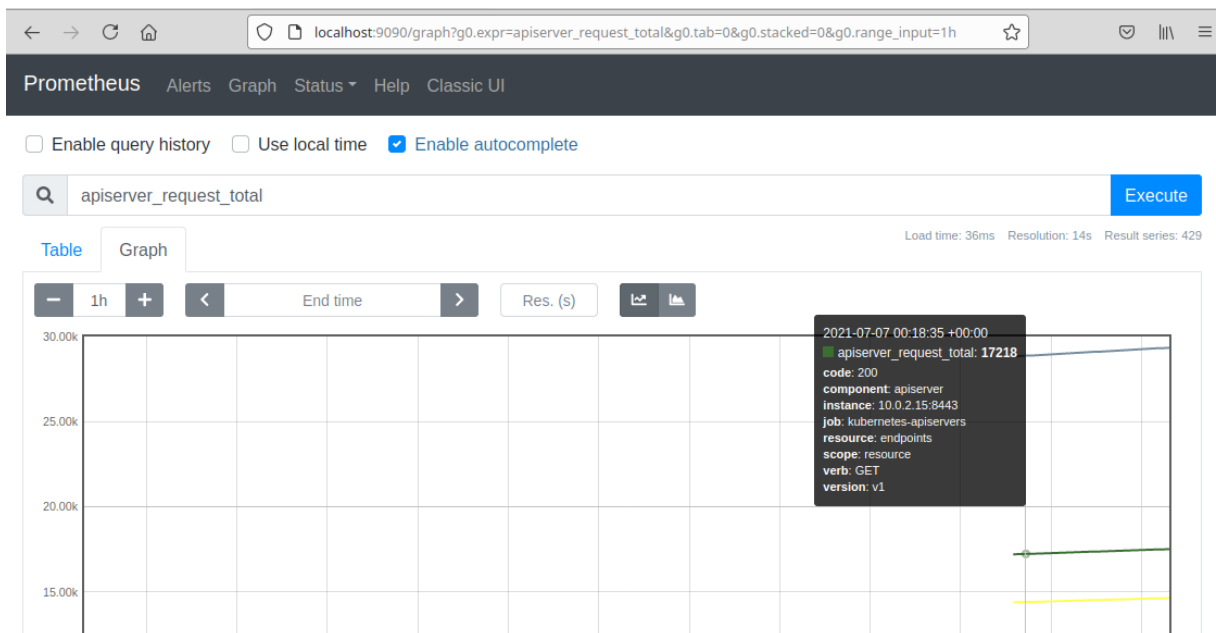 localhost:9090/graph?g0.expr=apiserver_request_total&g0.tab=0&g0.stacked=0&g0.range_input=1h
Prometheus Alerts Graph Status Help Classic UI
Enable query history Use local time Enable autocomplete
apiserver_request_total Execute
Load time: 36ms Resolution: 14s Result series: 429
Table Graph
1h End time Res. (s)
30.00k
2021-07-07 00:18:35 +00:00
apiserver_request_total: 17218
code: 200
component: apiserver
instance: 10.0.2.15:8443
job: kubernetes-apiservers
resource: endpoints
scope: resource
verb: GET
version: v1
25.00k
20.00k
15.00k